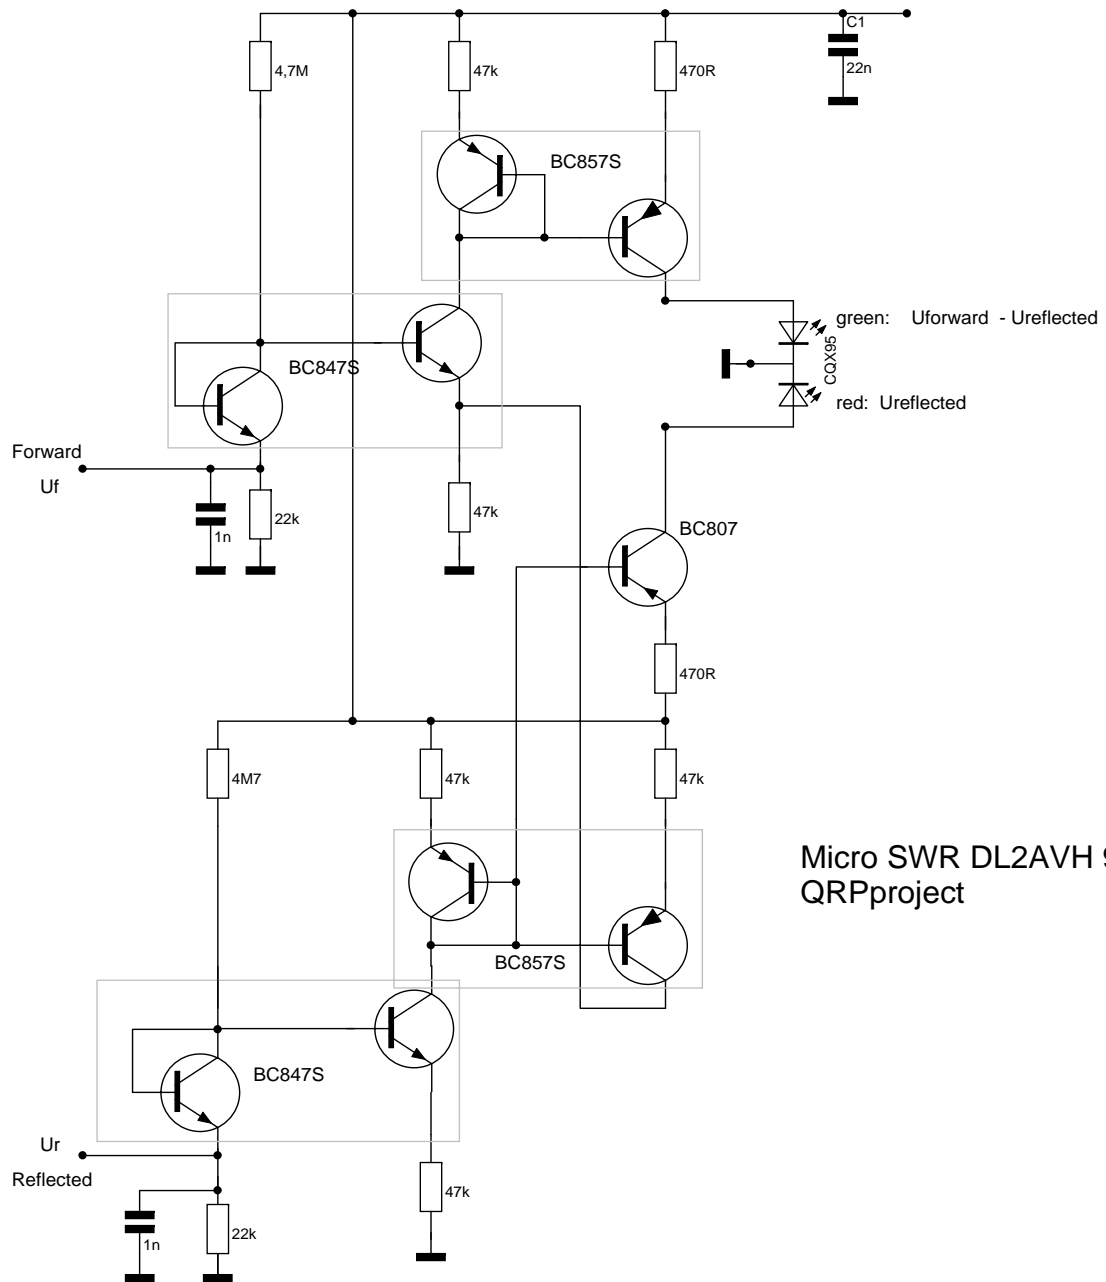 C1
4,7M
47k
470R
22n
BC857S
green: Uforward - Ureflected
BC847S
CQX95
red: Ureflected
Forward
Uf
22k
47k
1n
BC807
470R
4M7
47k
47k
Micro SWR DL2AVH
QRPproject
BC857S
BC847S
Ur
Reflected
47k
22k
1n